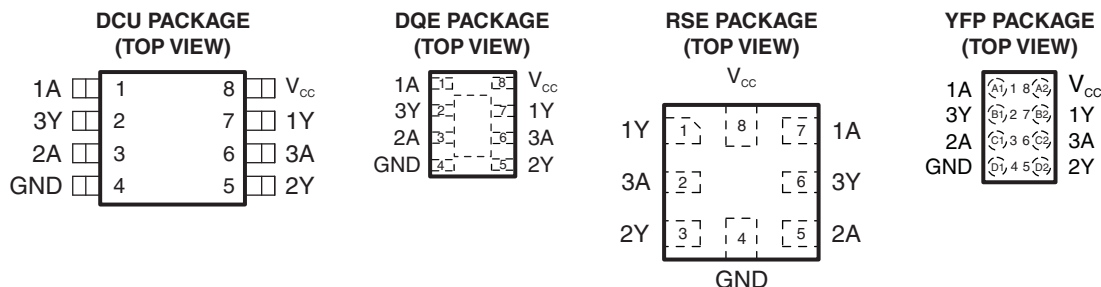 DCU PACKAGE
(TOP VIEW)
1A 1 8 VCC
3Y 2 7 1Y
2A 3 6 3A
GND 4 5 2Y
DQE PACKAGE
(TOP VIEW)
1A 1 8 VCC
3Y 2 7 1Y
2A 3 6 3A
GND 4 5 2Y
RSE PACKAGE
(TOP VIEW)
VCC
1Y 1 8 7 1A
3A 2 6 3Y
2Y 3 4 5 2A
GND
YFP PACKAGE
(TOP VIEW)
1A A1 1 8 A2 VCC
3Y B1 2 7 B2 1Y
2A C1 3 6 C2 3A
GND D1 4 5 D2 2Y